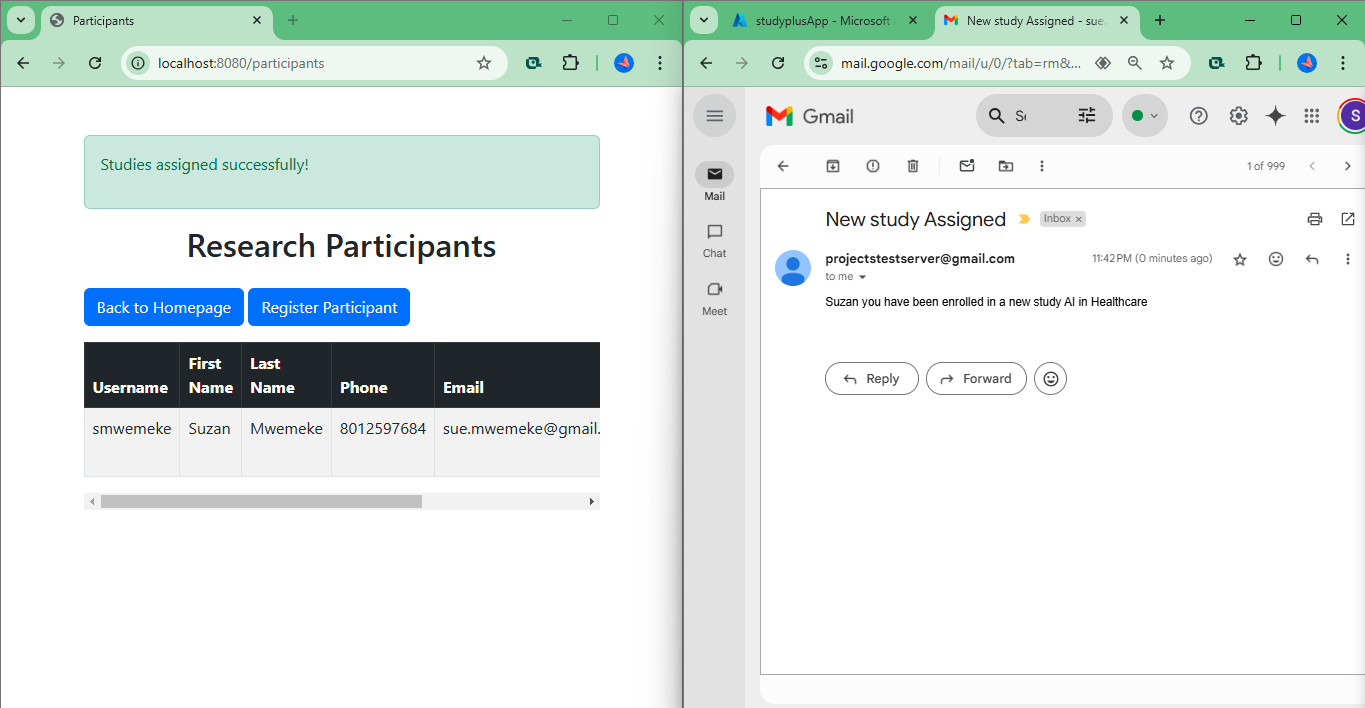 Participants
localhost:8080/participants
Studies assigned successfully!
Research Participants
Back to Homepage
Register Participant
Username
First Name
Last Name
Phone
Email
smwemeke
Suzan
Mwemeke
8012597684
sue.mwemeke@gmail.
studyplusApp - Microsoft
New study Assigned - sue.
mail.google.com/mail/u/0/?tab=rm&...
Gmail
S
Mail
Chat
Meet
1 of 999
New study Assigned
Inbox ×
projectstestserver@gmail.com
11:42 PM (0 minutes ago)
to me
Suzan you have been enrolled in a new study AI in Healthcare
Reply
Forward